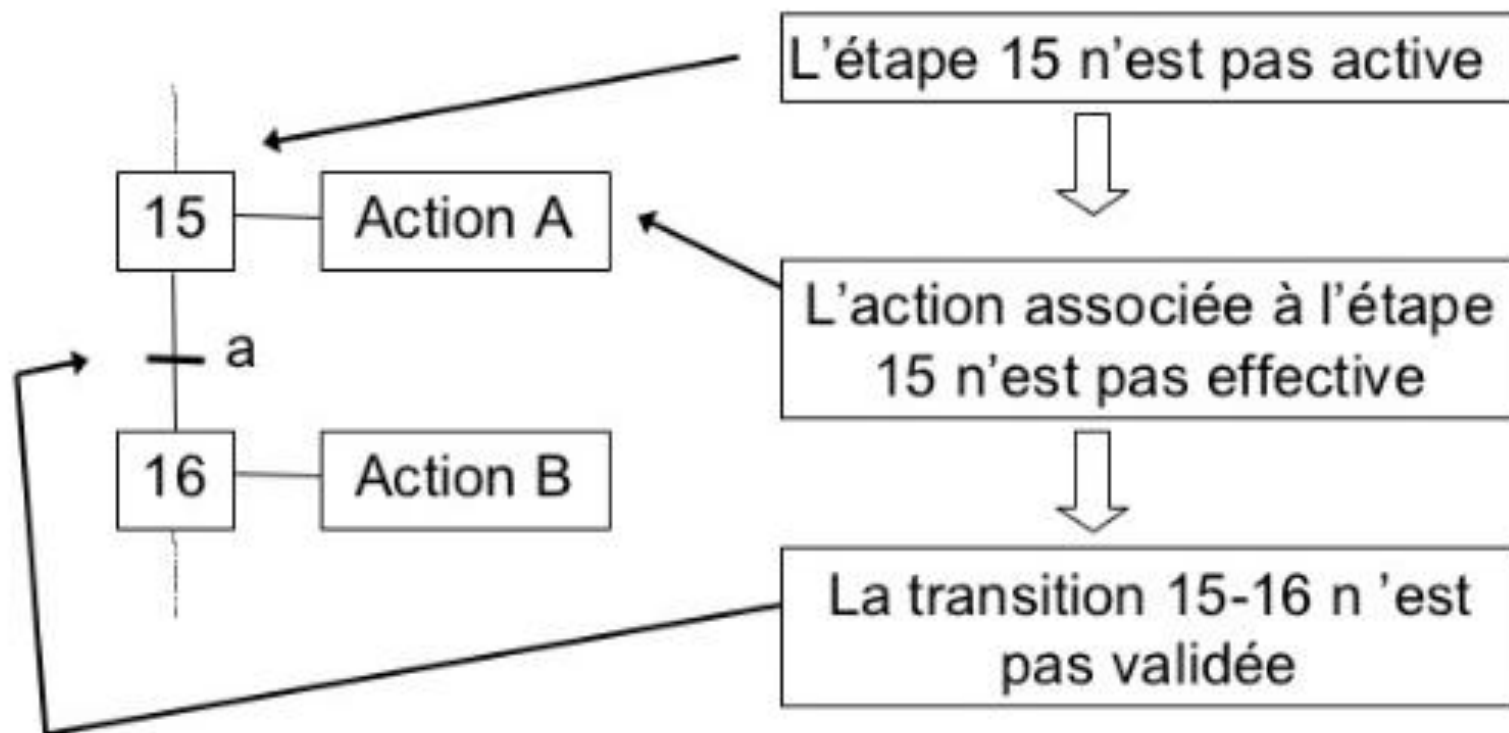 L'étape 15 n'est pas active
15
Action A
L'action associée à l'étape
15 n'est pas effective
a
16
Action B
La transition 15-16 n 'est
pas validée